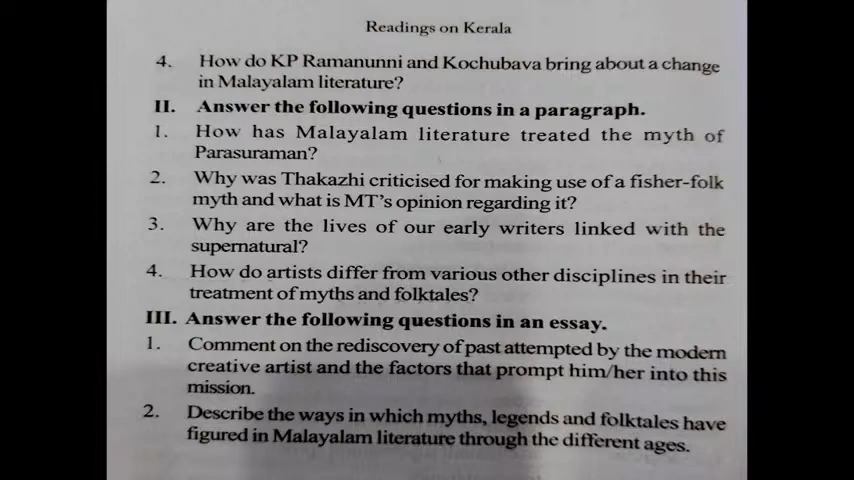 Readings on Kerala
4. How do KP Ramanunni and Kochubava bring about a change
in Malayalam literature?
II. Answer the following questions in a paragraph.
1. How has Malayalam literature treated the myth of
Parasuraman?
2. Why was Thakazhi criticised for making use of a fisher-folk
myth and what is MT's opinion regarding it?
3. Why are the lives of our early writers linked with the
supernatural?
4. How do artists differ from various other disciplines in their
treatment of myths and folktales?
III. Answer the following questions in an essay.
1. Comment on the rediscovery of past attempted by the modern
creative artist and the factors that prompt him/her into this
mission.
2. Describe the ways in which myths, legends and folktales have
figured in Malayalam literature through the different ages.